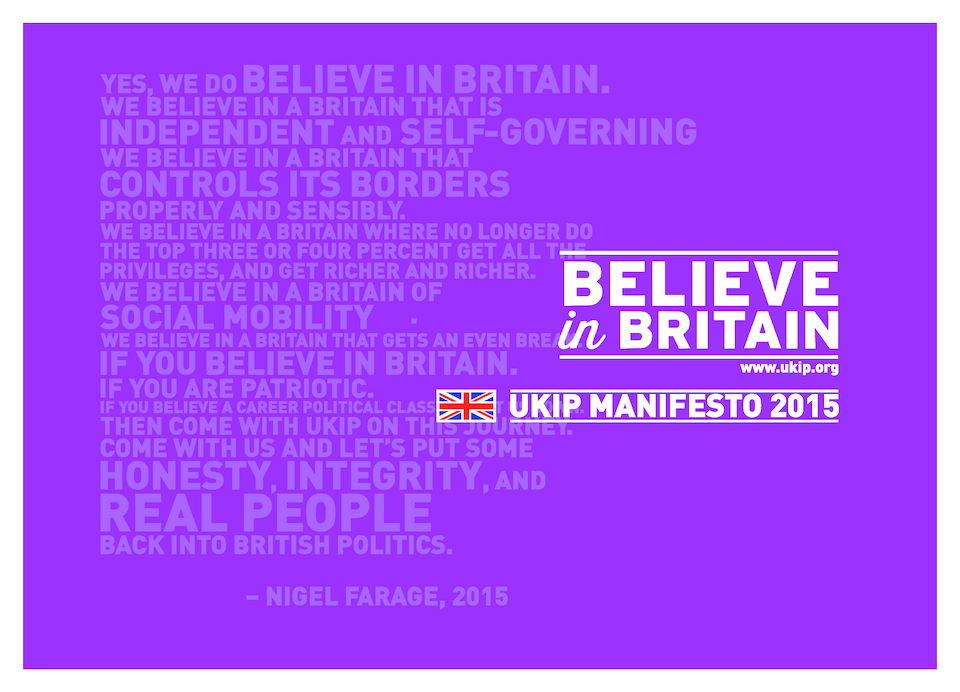 YES, WE DO BELIEVE IN BRITAIN.
WE BELIEVE IN A BRITAIN THAT IS
INDEPENDENT AND SELF-GOVERNING
WE BELIEVE IN A BRITAIN THAT
CONTROLS ITS BORDERS
PROPERLY AND SENSIBLY.
WE BELIEVE IN A BRITAIN WHERE NO LONGER DO
THE TOP THREE OR FOUR PERCENT GET ALL THE
PRIVILEGES, AND GET RICHER AND RICHER.
WE BELIEVE IN A BRITAIN OF
SOCIAL MOBILITY
WE BELIEVE IN A BRITAIN THAT GETS AN EVEN
IF YOU BELIEVE IN BRITAIN.
IF YOU ARE PATRIOTIC.
IF YOU BELIEVE A CAREER POLITICAL
THEN COME WITH UKIP ON THIS JOURNEY.
COME WITH US AND LET'S PUT SOME
HONESTY, INTEGRITY, AND
REAL PEOPLE
BACK INTO BRITISH POLITICS.
– NIGEL FARAGE, 2015
BELIEVE
in BRITAIN
www.ukip.org
UKIP MANIFESTO 2015